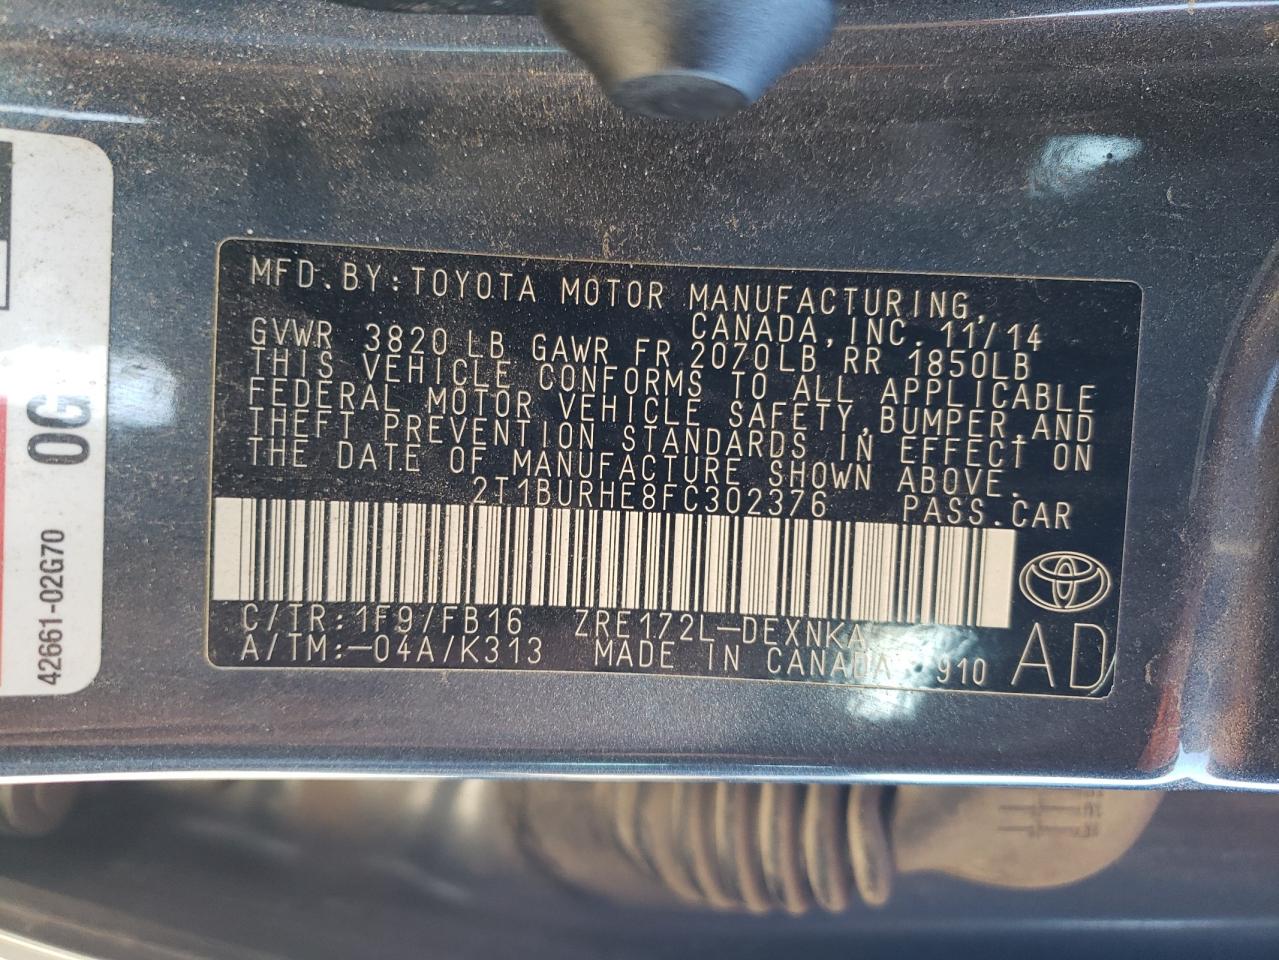 MFD.BY:TOYOTA MOTOR MANUFACTURING,
CANADA,INC. 11/14
GVWR 3820 LB GAWR FR 2070LB RR 1850LB
THIS VEHICLE CONFORMS TO ALL APPLICABLE
FEDERAL MOTOR VEHICLE SAFETY,BUMPER,AND
THEFT PREVENTION STANDARDS IN EFFECT ON
THE DATE OF MANUFACTURE SHOWN ABOVE.
2T1BURHE8FC302376 PASS.CAR
C/TR:1F9/FB16 ZRE172L-DEXNKA
A/TM:-04A/K313 MADE IN CANADA 910
AD
0G
42661-02G70